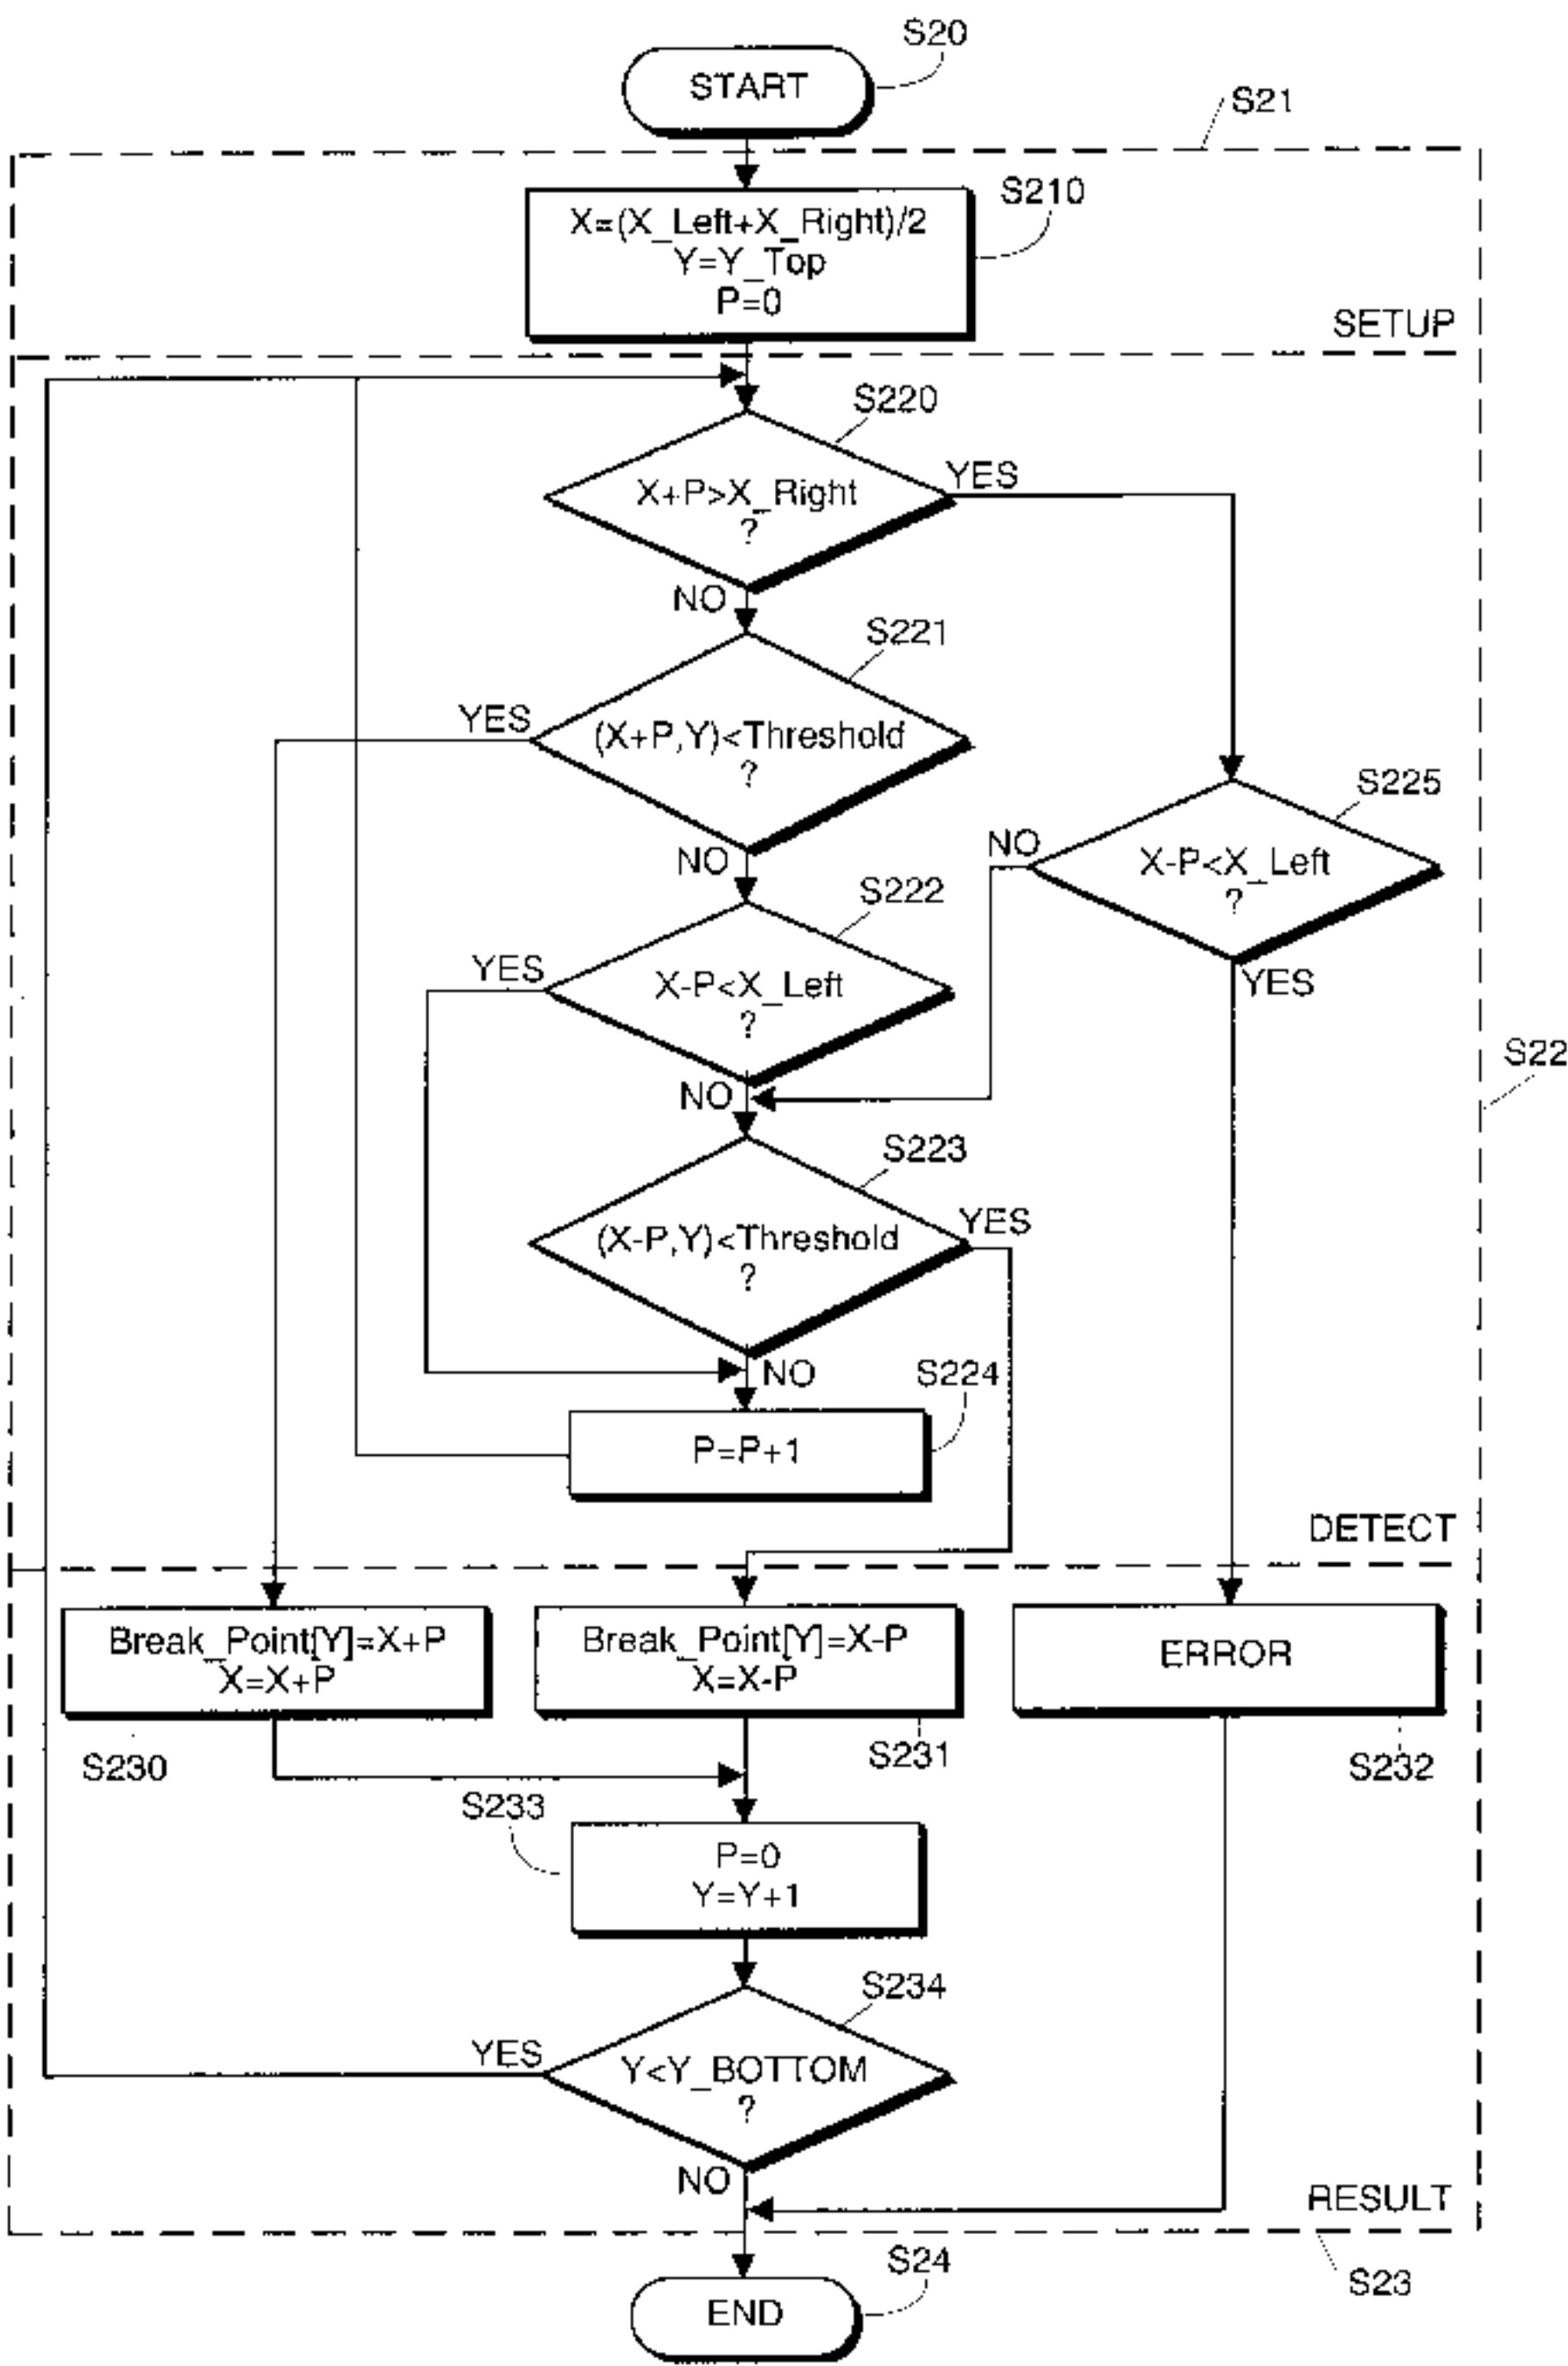 S20
START
S21
S210
X=(X_Left+X_Right)/2
Y=Y_Top
P=0
SETUP
S220
X+P>X_Right
?
YES
NO
S221
YES
(X+P,Y)<Threshold
?
NO
S225
NO
X-P<X_Left
?
YES
S222
YES
X-P<X_Left
?
NO
S22
S223
(X-P,Y)<Threshold
?
YES
NO
S224
P=P+1
DETECT
Break_Point[Y]=X+P
X=X+P
Break_Point[Y]=X-P
X=X-P
ERROR
S230
S231
S232
S233
P=0
Y=Y+1
S234
YES
Y<Y_BOTTOM
?
NO
RESULT
S24
S23
END